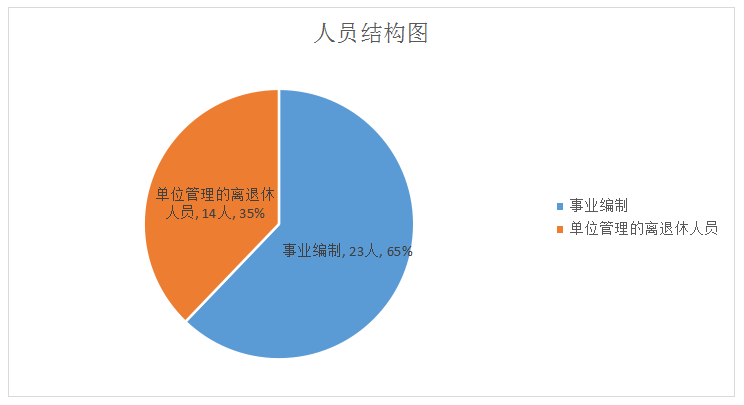 人员结构图
单位管理的离退休
人员, 14人, 35%
事业编制, 23人, 65%
事业编制
单位管理的离退休人员